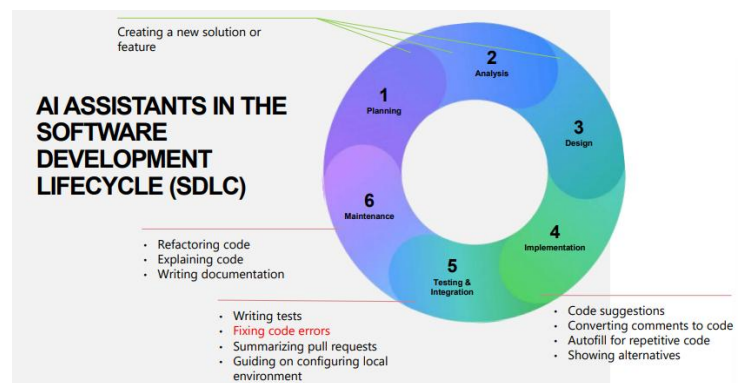 Creating a new solution or
feature
AI ASSISTANTS IN THE
SOFTWARE
DEVELOPMENT
LIFECYCLE (SDLC)
1
Planning
2
Analysis
3
Design
4
Implementation
5
Testing &
Integration
6
Maintenance
• Refactoring code
• Explaining code
• Writing documentation
• Writing tests
• Fixing code errors
• Summarizing pull requests
• Guiding on configuring local
environment
• Code suggestions
• Converting comments to code
• Autofill for repetitive code
• Showing alternatives